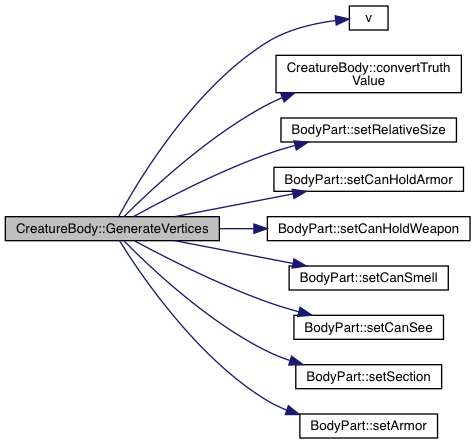 v
CreatureBody::convertTruth
Value
BodyPart::setRelativeSize
BodyPart::setCanHoldArmor
CreatureBody::GenerateVertices
BodyPart::setCanHoldWeapon
BodyPart::setCanSmell
BodyPart::setCanSee
BodyPart::setSection
BodyPart::setArmor